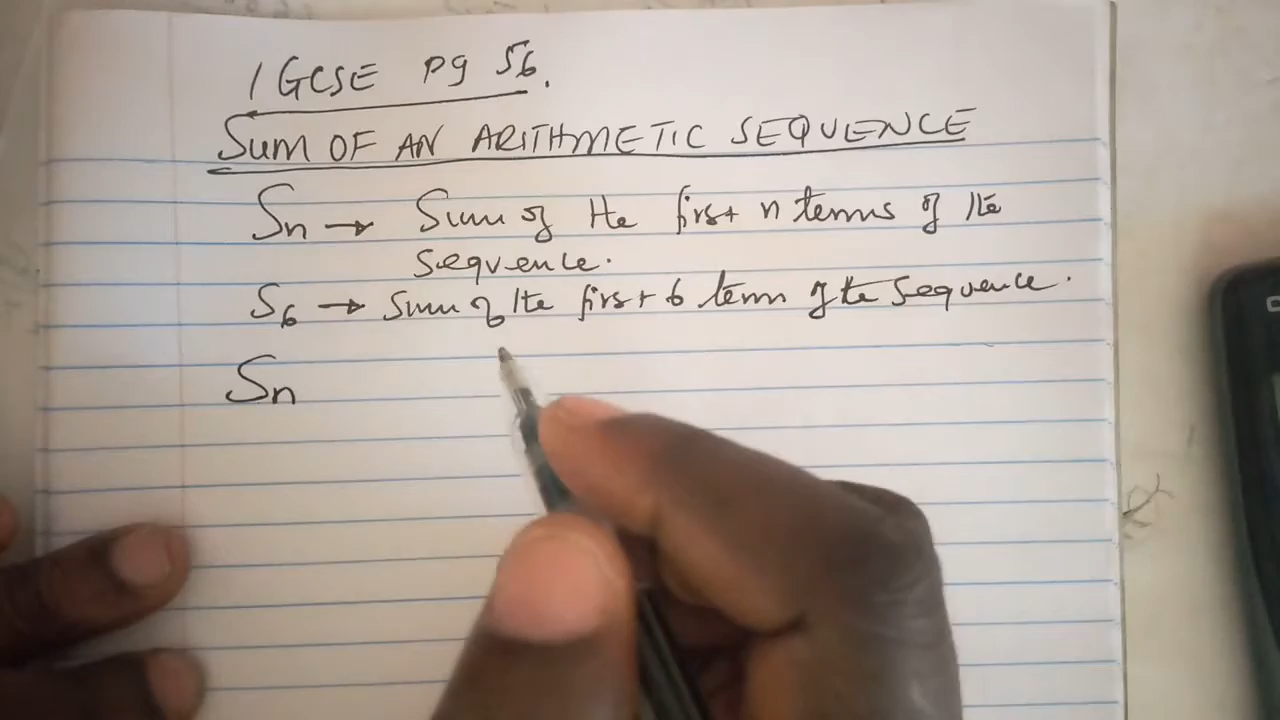 IGCSE pg 56.
SUM OF AN ARITHMETIC SEQUENCE
Sn → Sum of the first n terms of the
sequence.
S6 → Sum of the first 6 term of the sequence.
Sn